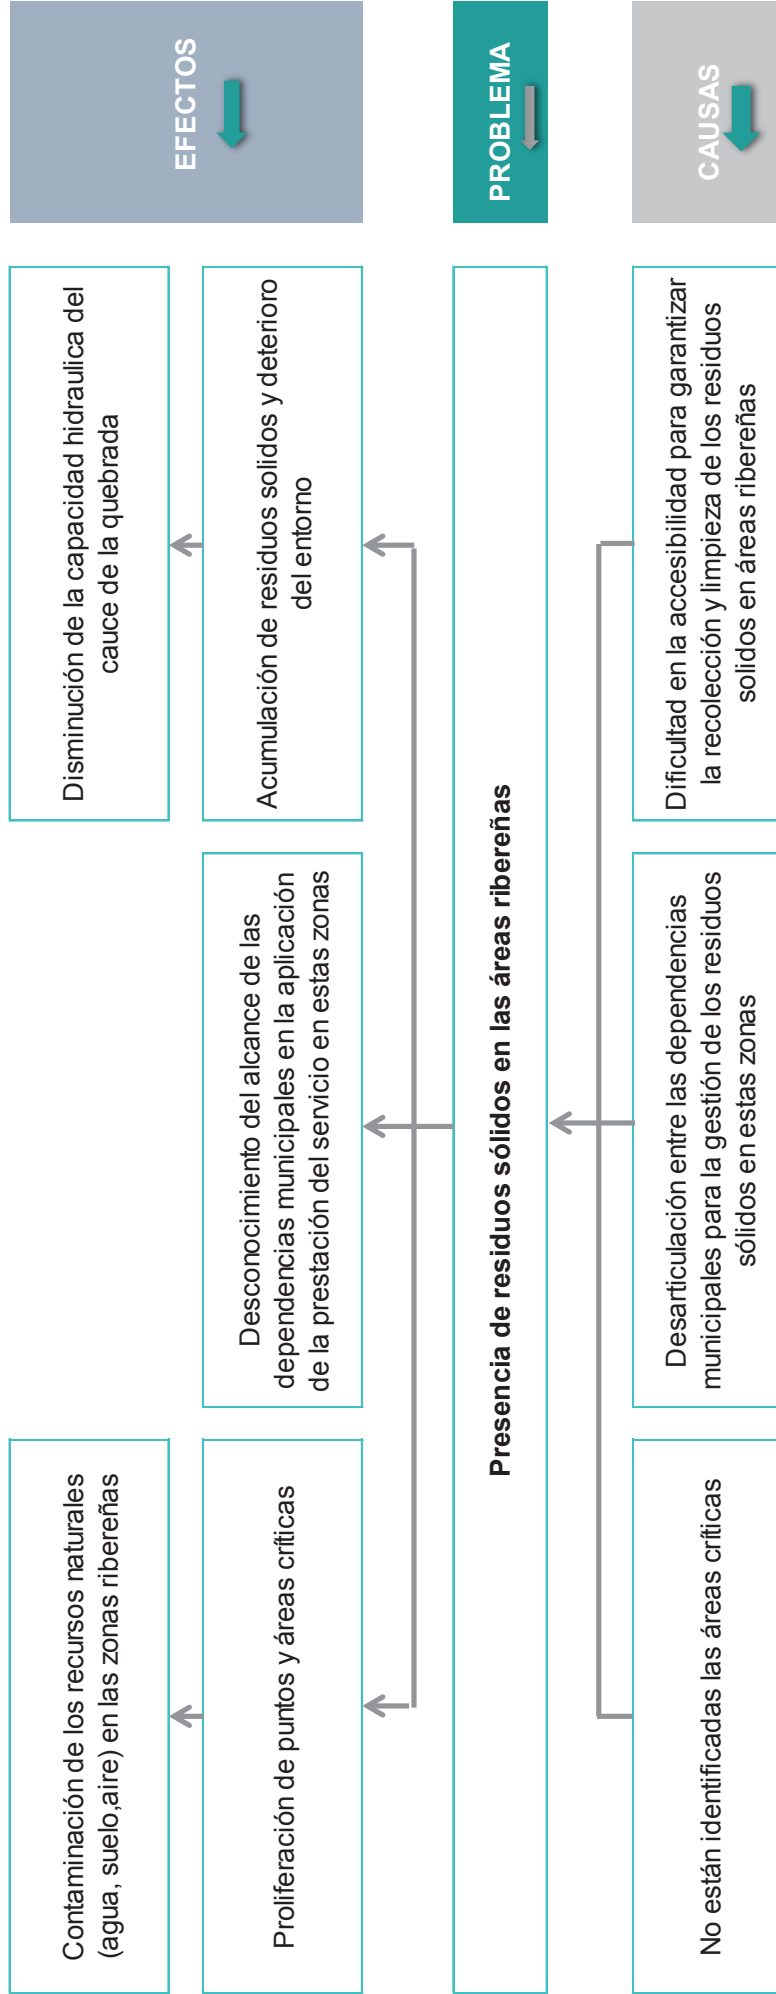 Contaminación de los recursos naturales
(agua, suelo,aire) en las zonas ribereñas
Disminución de la capacidad hidraulica del
cauce de la quebrada
EFECTOS
Proliferación de puntos y áreas críticas
Desconocimiento del alcance de las
dependencias municipales en la aplicación
de la prestación del servicio en estas zonas
Acumulación de residuos solidos y deterioro
del entorno
Presencia de residuos sólidos en las áreas ribereñas
PROBLEMA
No están identificadas las áreas críticas
Desarticulación entre las dependencias
municipales para la gestión de los residuos
sólidos en estas zonas
Dificultad en la accesibilidad para garantizar
la recolección y limpieza de los residuos
solidos en áreas ribereñas
CAUSAS